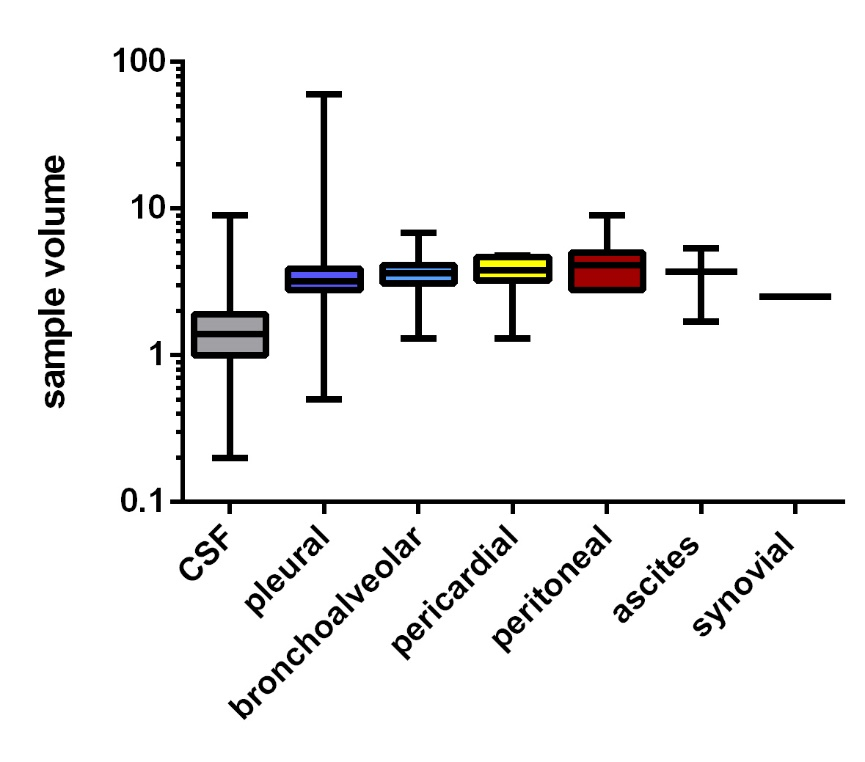 100
10
1
0.1
sample volume
CSF
pleural
bronchoalveolar
pericardial
peritoneal
ascites
synovial